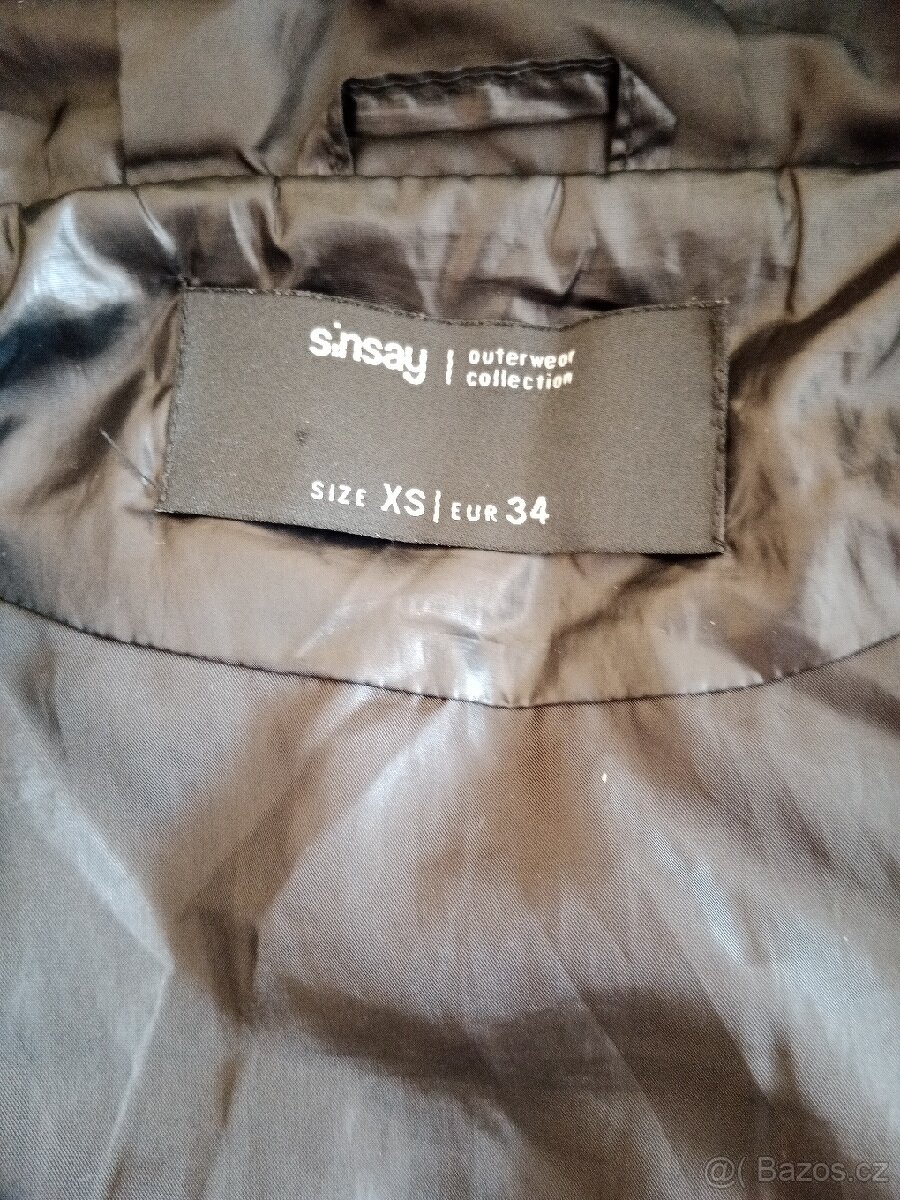 sinsay | outerwear
collection
SIZE XS | EUR 34
@( Bazos.cz